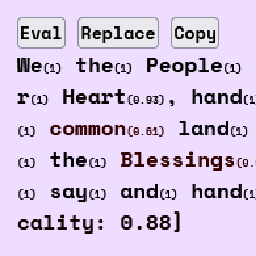 Eval Replace Copy
We(1) the(1) People(1)
r(1) Heart(0.93), hand(1
(1) common(0.61) land(1)
(1) the(1) Blessings(0.
(1) say(1) and(1) hand(1
cality: 0.88]